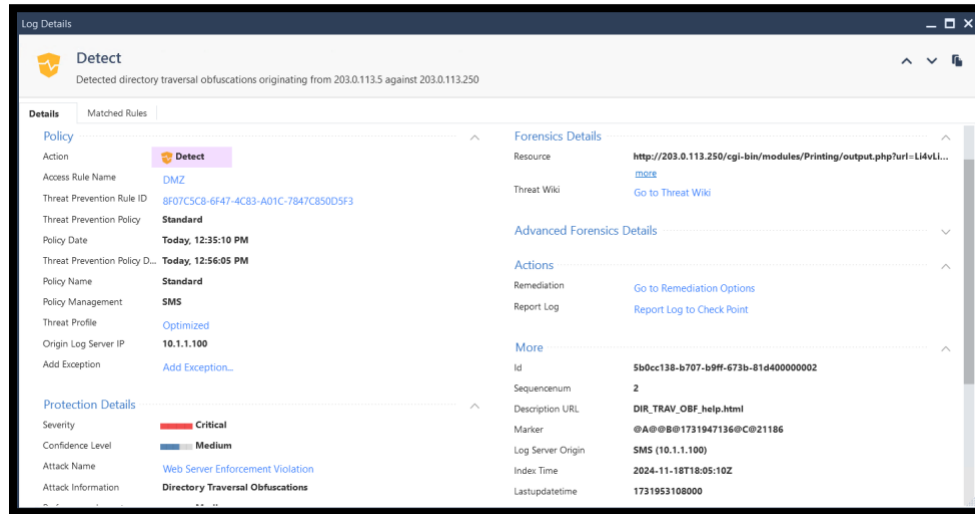 Log Details
Detect
Detected directory traversal obfuscations originating from 203.0.113.5 against 203.0.113.250
Details Matched Rules
Policy
Action Detect
Access Rule Name DMZ
Threat Prevention Rule ID 8F07C5C8-6F47-4C83-A01C-7847C850D5F3
Threat Prevention Policy Standard
Policy Date Today, 12:35:10 PM
Threat Prevention Policy D... Today, 12:56:05 PM
Policy Name Standard
Policy Management SMS
Threat Profile Optimized
Origin Log Server IP 10.1.1.100
Add Exception Add Exception...
Protection Details
Severity Critical
Confidence Level Medium
Attack Name Web Server Enforcement Violation
Attack Information Directory Traversal Obfuscations
Forensics Details
Resource http://203.0.113.250/cgi-bin/modules/Printing/output.php?url=Li4vLi...
more
Threat Wiki Go to Threat Wiki
Advanced Forensics Details
Actions
Remediation Go to Remediation Options
Report Log Report Log to Check Point
More
Id 5b0cc138-b707-b9ff-673b-81d400000002
Sequencenum 2
Description URL DIR_TRAV_OBF_help.html
Marker @A@@B@1731947136@C@21186
Log Server Origin SMS (10.1.1.100)
Index Time 2024-11-18T18:05:10Z
Lastupdatetime 1731953108000